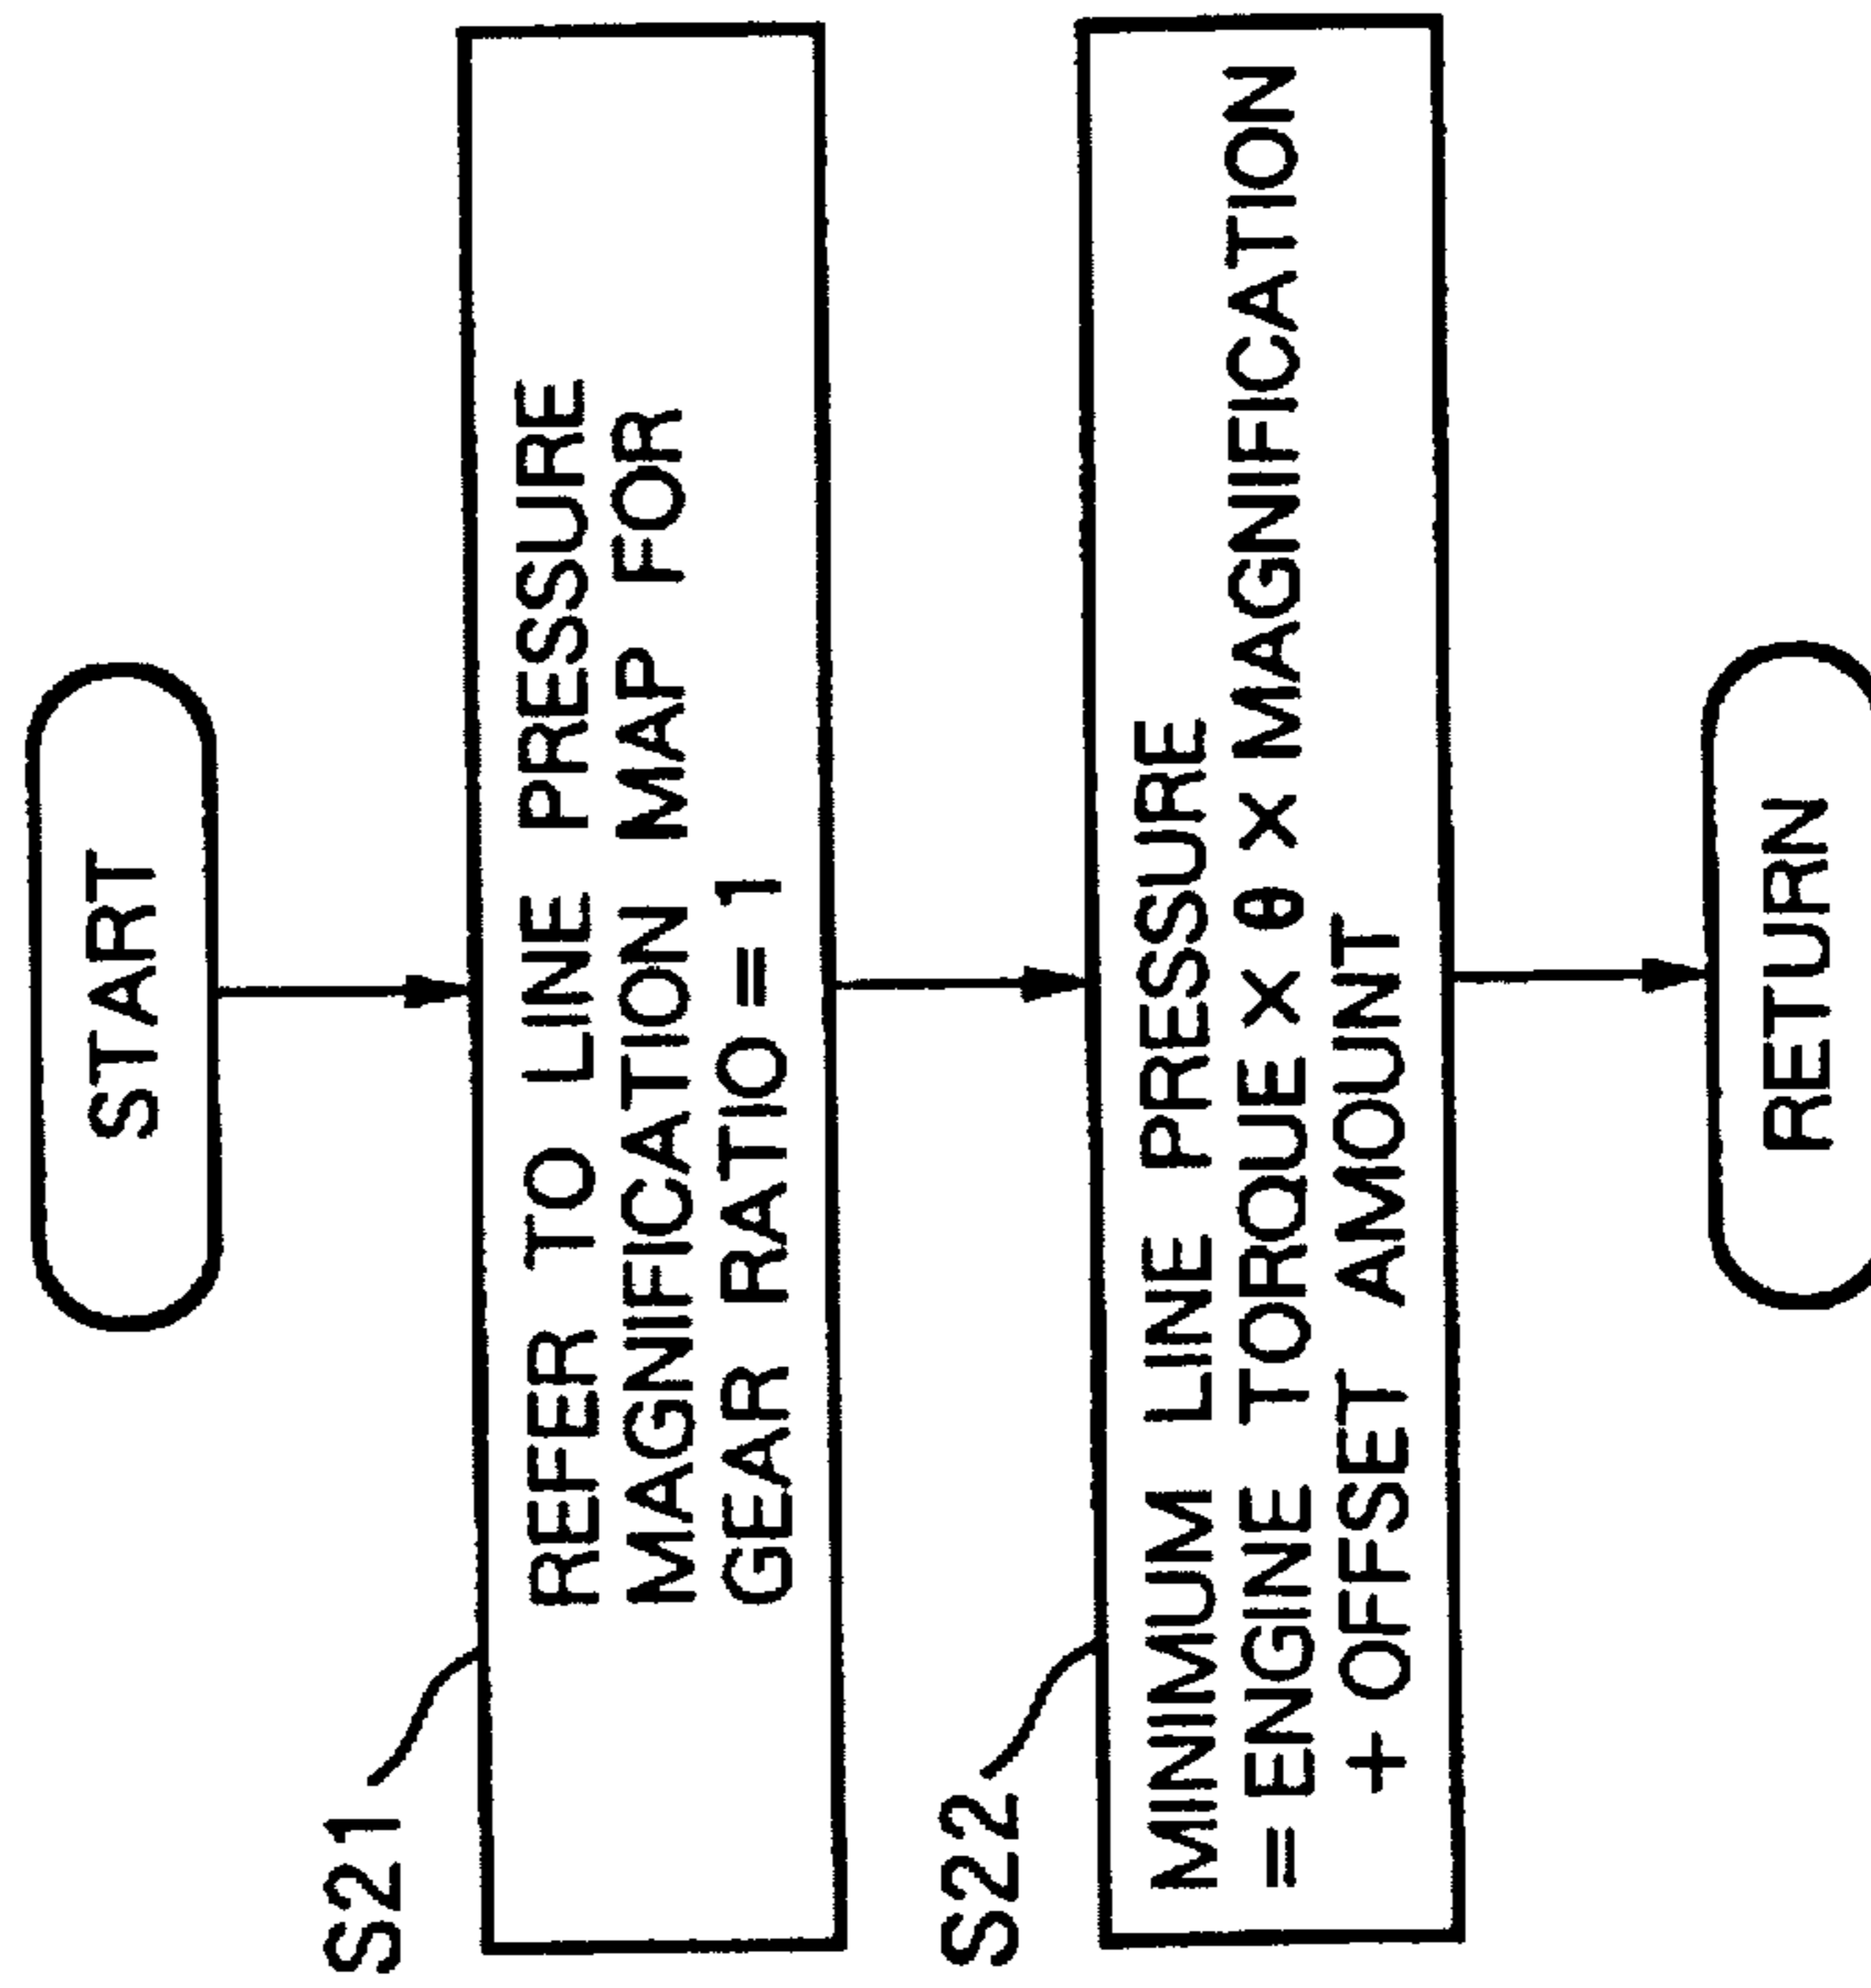 START
S21
REFER TO LINE PRESSURE
MAGNIFICATION MAP FOR
GEAR RATIO = 1
S22
MINIMUM LINE PRESSURE
= ENGINE TORQUE × θ × MAGNIFICATION
+ OFFSET AMOUNT
RETURN